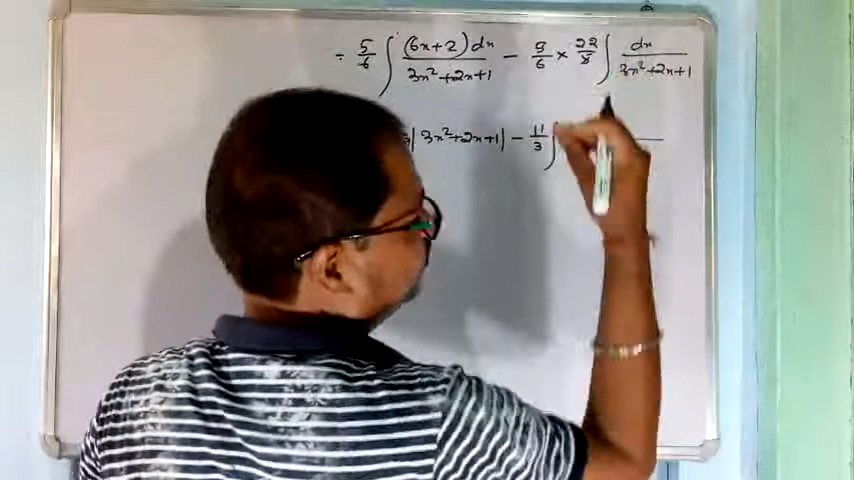 = 5/6 ∫ (6x+2)dx / 3x²+2x+1 − 5/6 × 22/5 ∫ dx / 3x²+2x+1
| 3x²+2x+1 | − 11/3 ∫